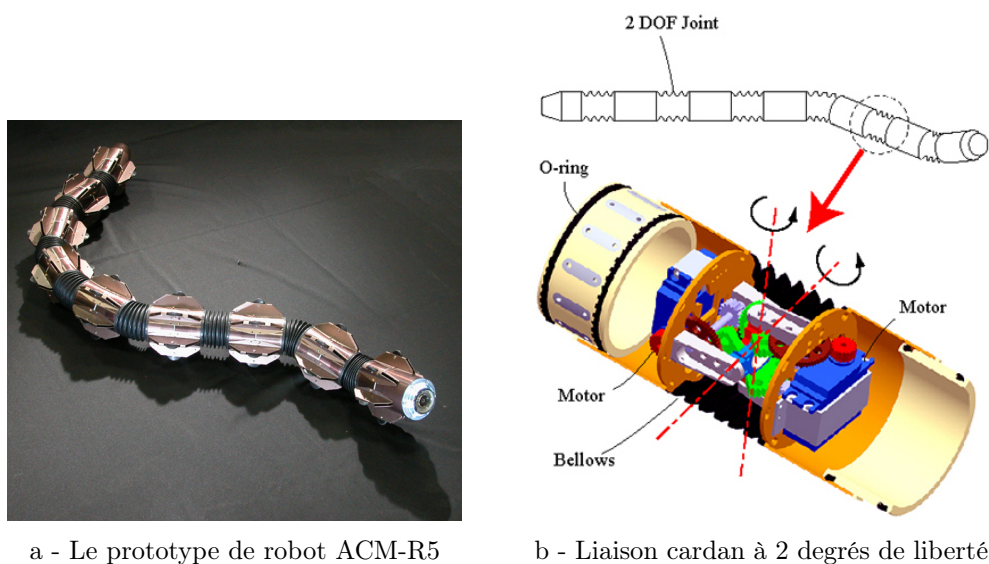 2 DOF Joint
O-ring
Motor
Motor
Bellows
a - Le prototype de robot ACM-R5
b - Liaison cardan à 2 degrés de liberté